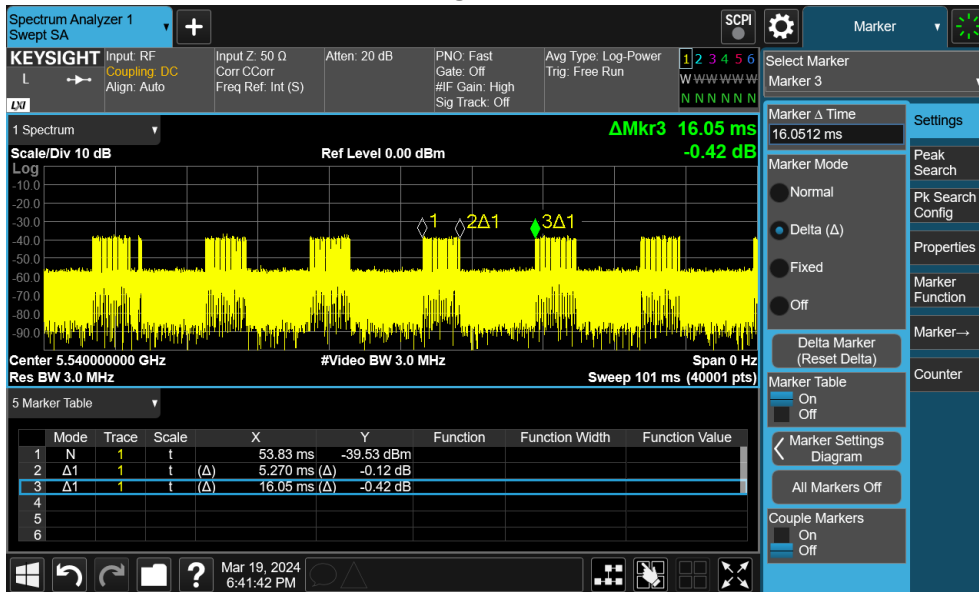 Spectrum Analyzer 1
Swept SA
SCPI
Marker
KEYSIGHT
L
LXI
Input: RF
Coupling: DC
Align: Auto
Input Z: 50 Ω
Corr CCorr
Freq Ref: Int (S)
Atten: 20 dB
PNO: Fast
Gate: Off
#IF Gain: High
Sig Track: Off
Avg Type: Log-Power
Trig: Free Run
1 2 3 4 5 6
W W W W W W
N N N N N N
Select Marker
Marker 3
1 Spectrum
ΔMkr3 16.05 ms
-0.42 dB
Scale/Div 10 dB
Ref Level 0.00 dBm
Log
-10.0
-20.0
-30.0
-40.0
-50.0
-60.0
-70.0
-80.0
-90.0
1
2Δ1
3Δ1
Center 5.540000000 GHz
#Video BW 3.0 MHz
Span 0 Hz
Res BW 3.0 MHz
Sweep 101 ms (40001 pts)
5 Marker Table
Mode Trace Scale X Y Function Function Width Function Value
1 N 1 t 53.83 ms -39.53 dBm
2 Δ1 1 t (Δ) 5.270 ms (Δ) -0.12 dB
3 Δ1 1 t (Δ) 16.05 ms (Δ) -0.42 dB
4
5
6
Marker Δ Time
16.0512 ms
Marker Mode
Normal
Delta (Δ)
Fixed
Off
Delta Marker
(Reset Delta)
Marker Table
On
Off
Marker Settings
Diagram
All Markers Off
Couple Markers
On
Off
Settings
Peak
Search
Pk Search
Config
Properties
Marker
Function
Marker→
Counter
?
Mar 19, 2024
6:41:42 PM